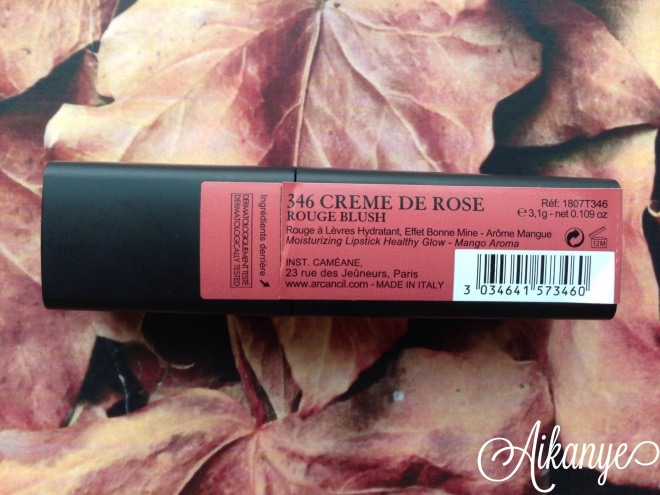 346 CREME DE ROSE
ROUGE BLUSH
Réf: 1807T346
℮ 3,1g - net 0.109 oz
Rouge à Lèvres Hydratant, Effet Bonne Mine - Arôme Mangue
Moisturizing Lipstick Healthy Glow - Mango Aroma
12M
INST. CAMÉANE,
23 rue des Jeûneurs, Paris
www.arcancil.com - MADE IN ITALY
3 034641 573460
Ingrédients derrière
DERMATOLOGIQUEMENT TESTÉ
DERMATOLOGICALLY TESTED
Aikanye